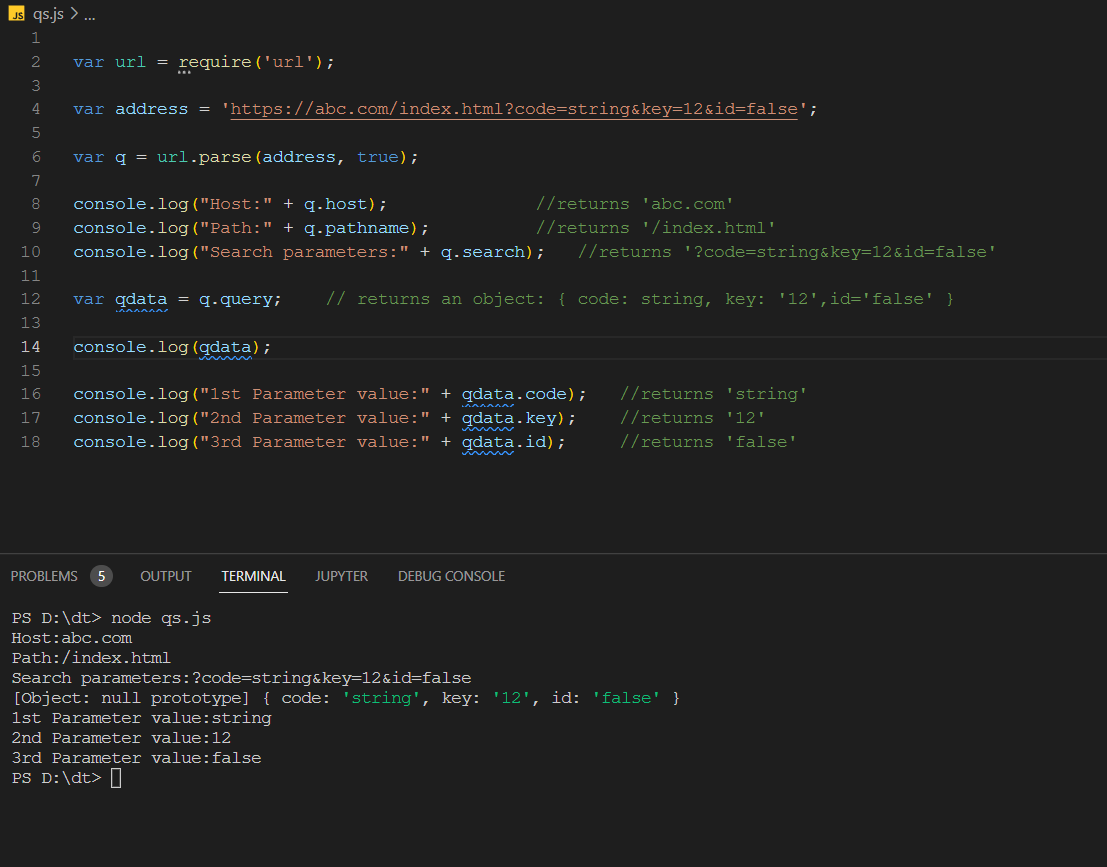 JS qs.js > ...
1
2 var url = require('url');
3
4 var address = 'https://abc.com/index.html?code=string&key=12&id=false';
5
6 var q = url.parse(address, true);
7
8 console.log("Host:" + q.host); //returns 'abc.com'
9 console.log("Path:" + q.pathname); //returns '/index.html'
10 console.log("Search parameters:" + q.search); //returns '?code=string&key=12&id=false'
11
12 var qdata = q.query; // returns an object: { code: string, key: '12',id='false' }
13
14 console.log(qdata);
15
16 console.log("1st Parameter value:" + qdata.code); //returns 'string'
17 console.log("2nd Parameter value:" + qdata.key); //returns '12'
18 console.log("3rd Parameter value:" + qdata.id); //returns 'false'
PROBLEMS 5 OUTPUT TERMINAL JUPYTER DEBUG CONSOLE
PS D:\dt> node qs.js
Host:abc.com
Path:/index.html
Search parameters:?code=string&key=12&id=false
[Object: null prototype] { code: 'string', key: '12', id: 'false' }
1st Parameter value:string
2nd Parameter value:12
3rd Parameter value:false
PS D:\dt>